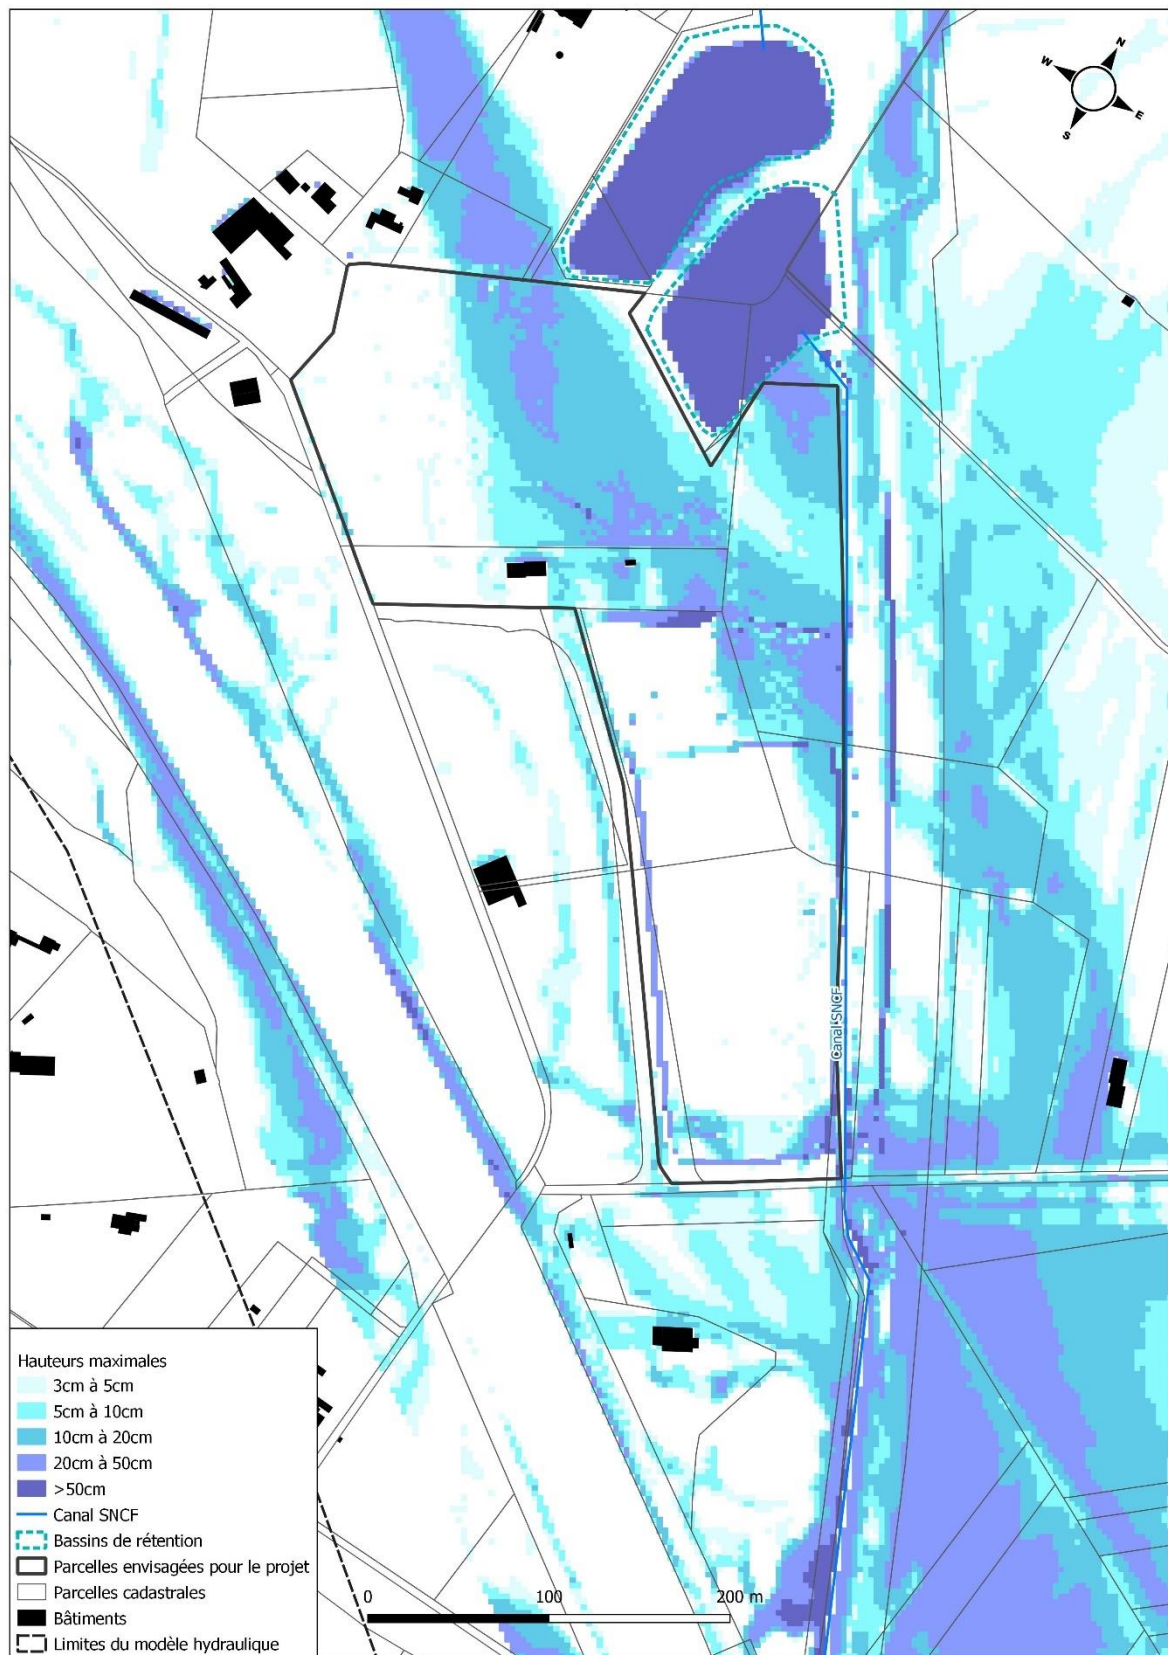 N
W
E
S
Canal SNCF
Hauteurs maximales
3cm à 5cm
5cm à 10cm
10cm à 20cm
20cm à 50cm
>50cm
Canal SNCF
Bassins de rétention
Parcelles envisagées pour le projet
Parcelles cadastrales
Bâtiments
Limites du modèle hydraulique
0 100 200 m